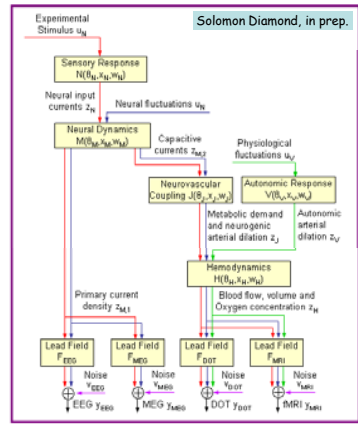 Solomon Diamond, in prep.
Experimental
Stimulus u_N
Sensory Response
N(θ_N,x_N,w_N)
Neural input
currents z_N
Neural fluctuations u_N
Neural Dynamics
M(θ_M,x_M,w_M)
Capacitive
currents z_M,2
Physiological
fluctuations u_V
Neurovascular
Coupling J(θ_J,x_J,w_J)
Autonomic Response
V(θ_V,x_V,w_V)
Metabolic demand
and neurogenic
arterial dilation z_J
Autonomic
arterial
dilation z_V
Hemodynamics
H(θ_H,x_H,w_H)
Primary current
density z_M,1
Blood flow, volume and
Oxygen concentration z_H
Lead Field
F_EEG
Lead Field
F_MEG
Lead Field
F_DOT
Lead Field
F_MRI
Noise
v_EEG
Noise
v_MEG
Noise
v_DOT
Noise
v_MRI
EEG y_EEG
MEG y_MEG
DOT y_DOT
fMRI y_MRI